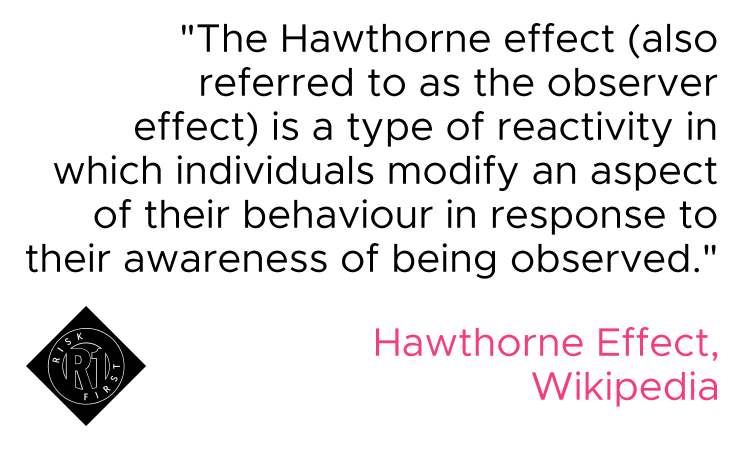 "The Hawthorne effect (also
referred to as the observer
effect) is a type of reactivity in
which individuals modify an aspect
of their behaviour in response to
their awareness of being observed."
Hawthorne Effect,
Wikipedia
RISK
R1
FIRST